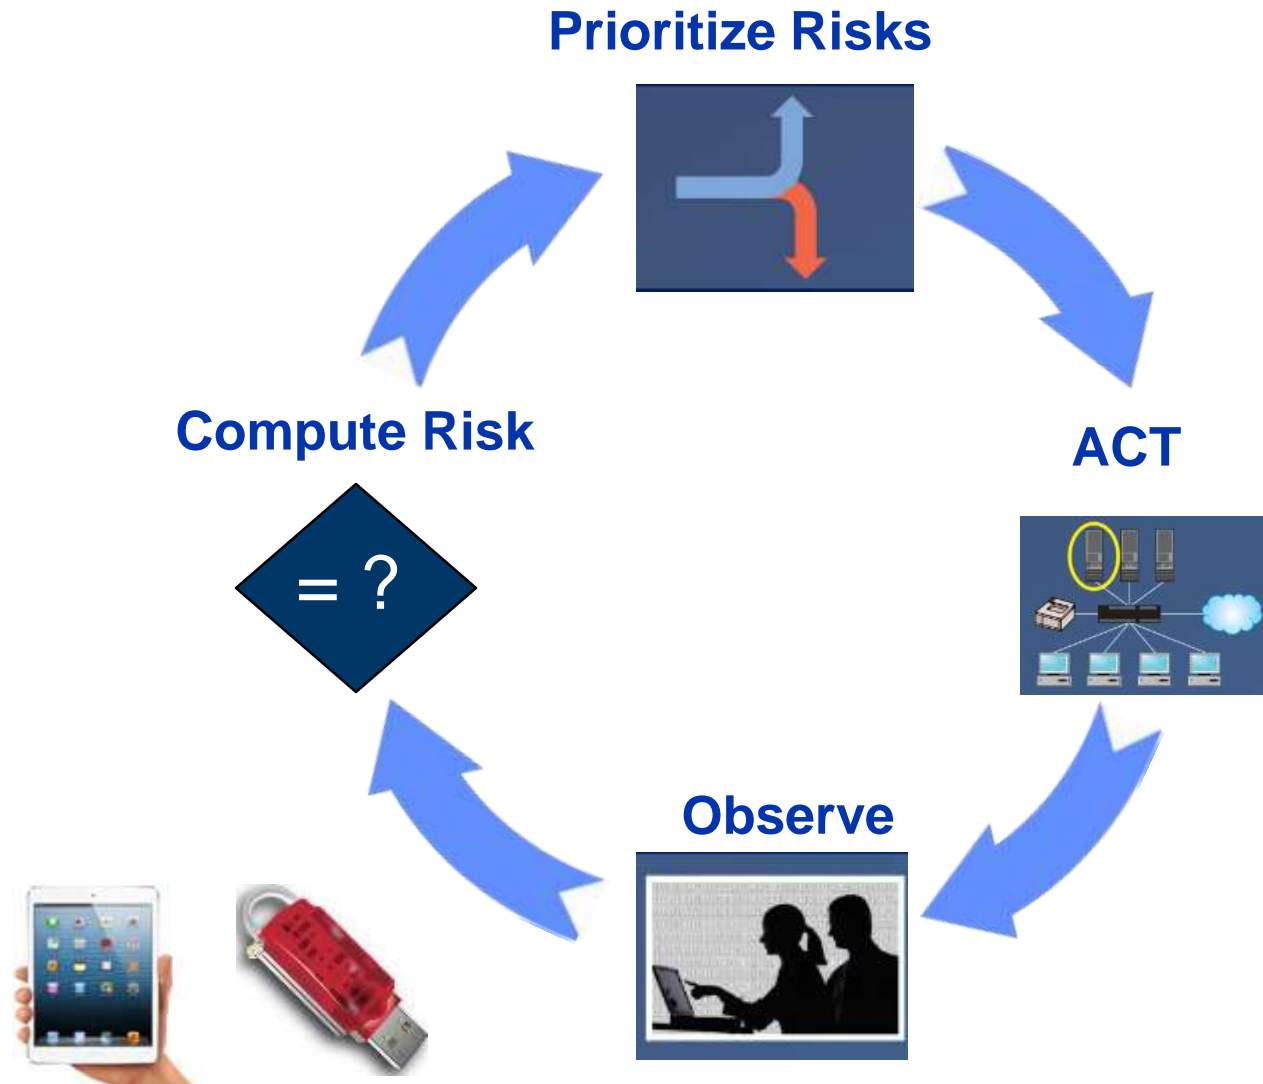 Prioritize Risks
Compute Risk
ACT
= ?
Observe